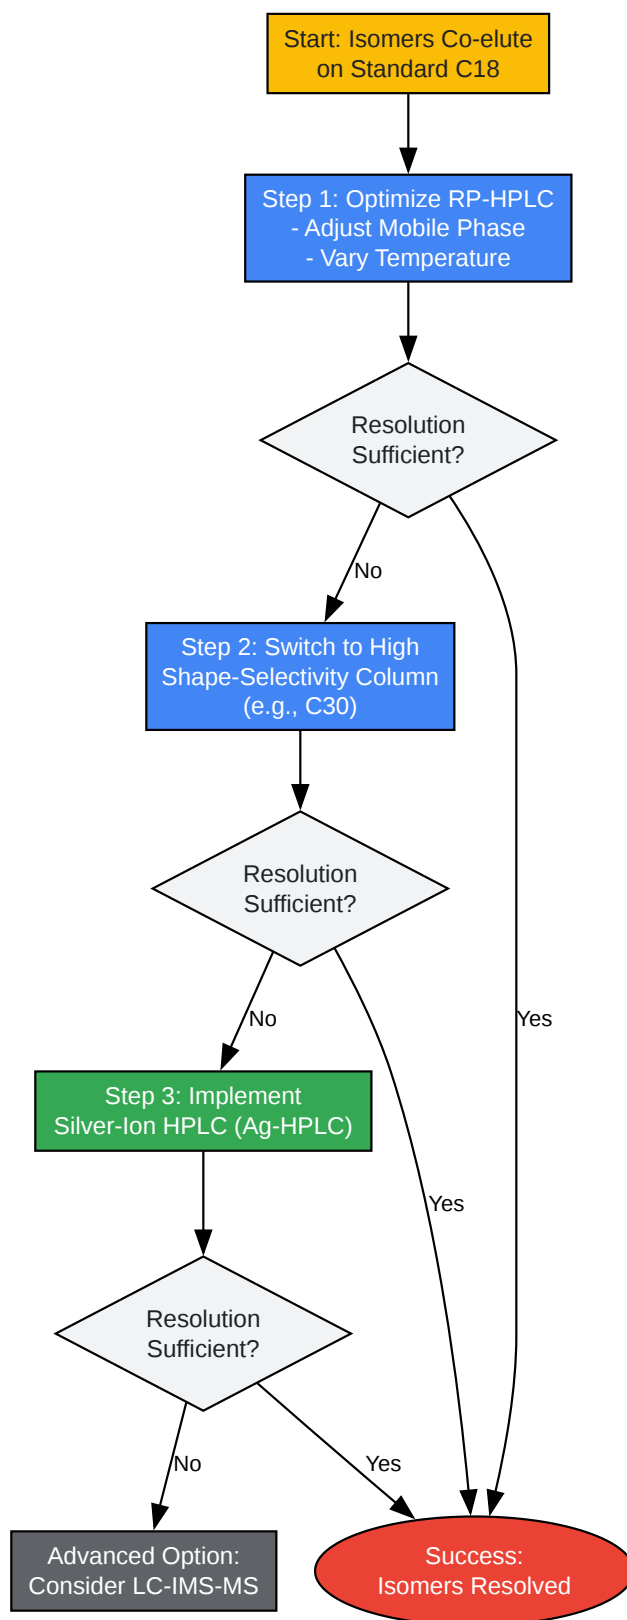 Start: Isomers Co-elute
on Standard C18
Step 1: Optimize RP-HPLC
- Adjust Mobile Phase
- Vary Temperature
Resolution
Sufficient?
No
Step 2: Switch to High
Shape-Selectivity Column
(e.g., C30)
Resolution
Sufficient?
No
Yes
Step 3: Implement
Silver-Ion HPLC (Ag-HPLC)
Yes
Resolution
Sufficient?
No
Yes
Advanced Option:
Consider LC-IMS-MS
Success:
Isomers Resolved